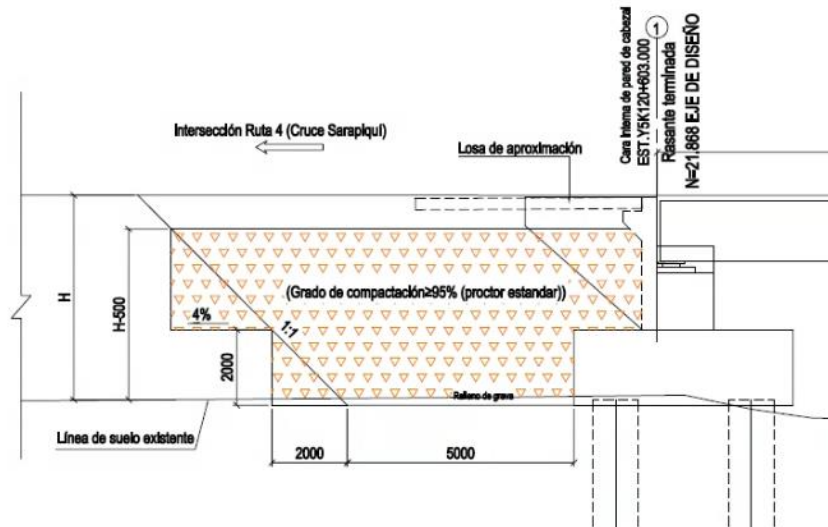 Intersección Ruta 4 (Cruce Sarapiquí)
Losa de aproximación
Cara interna de pared de cabezal
EST.Y5K120+603.000
1
Rasante terminada
N=21.868 EJE DE DISEÑO
H
H-500
(Grado de compactación≥95% (proctor estandar))
4%
1:1
2000
Relleno de grava
Línea de suelo existente
2000
5000